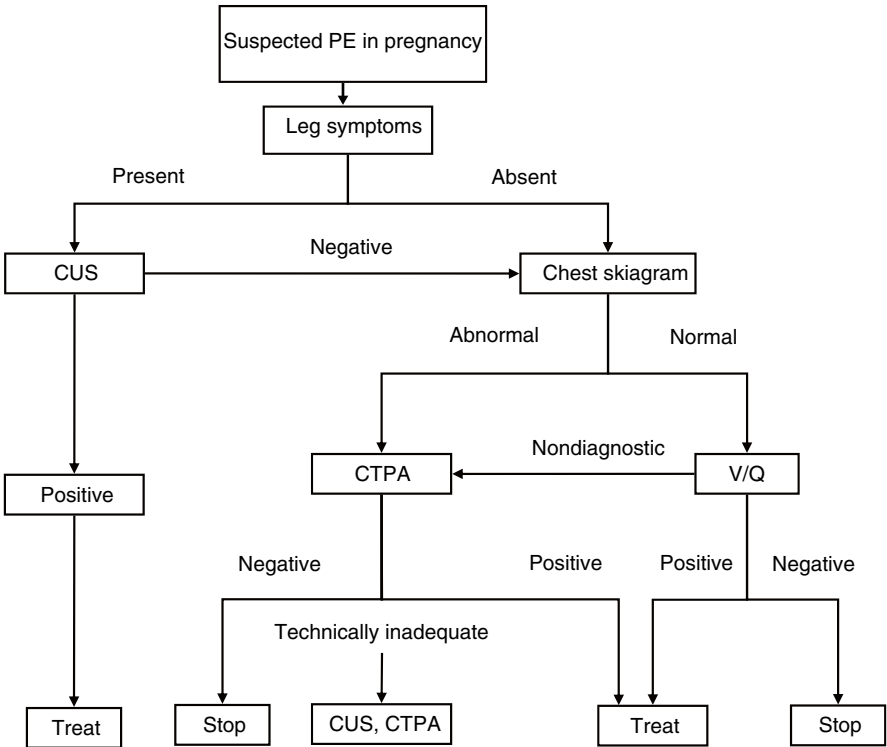 Suspected PE in pregnancy
Leg symptoms
Present
Absent
CUS
Negative
Chest skiagram
Abnormal
Normal
Nondiagnostic
CTPA
V/Q
Positive
Negative
Positive
Positive
Negative
Technically inadequate
Treat
Stop
CUS, CTPA
Treat
Stop